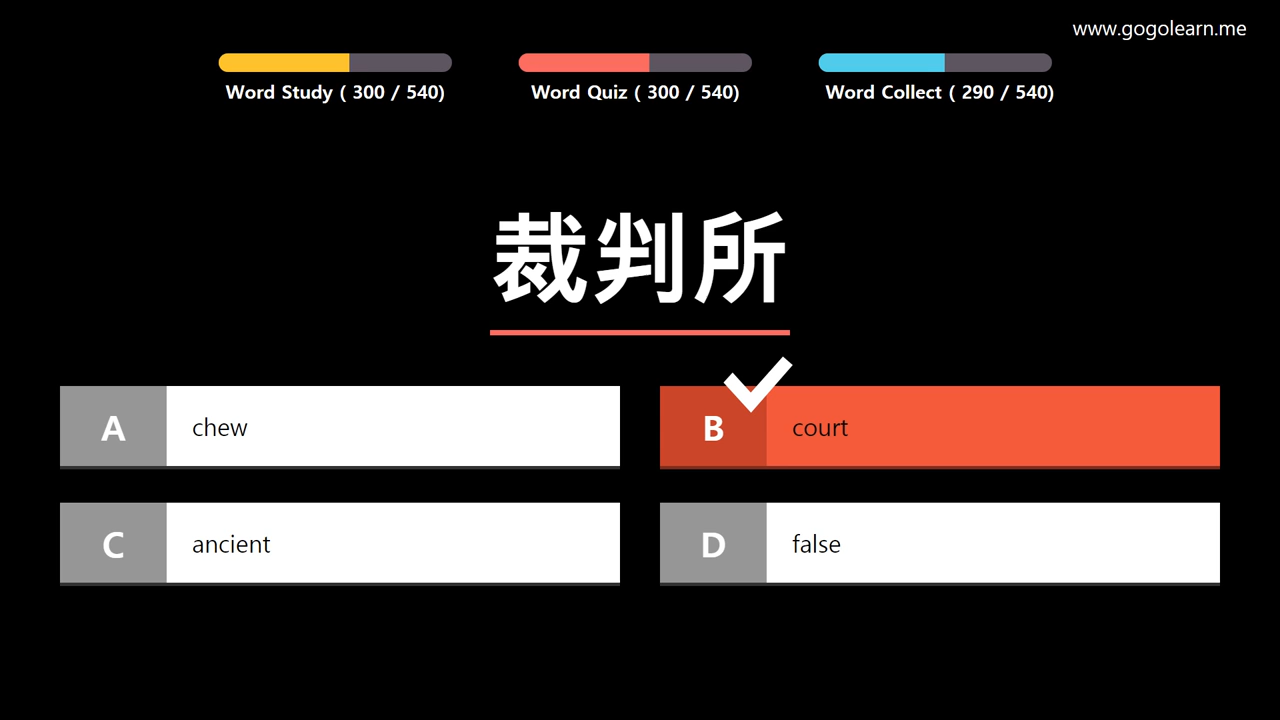 www.gogolearn.me
Word Study ( 300 / 540)
Word Quiz ( 300 / 540)
Word Collect ( 290 / 540)
裁判所
A chew
B court
C ancient
D false